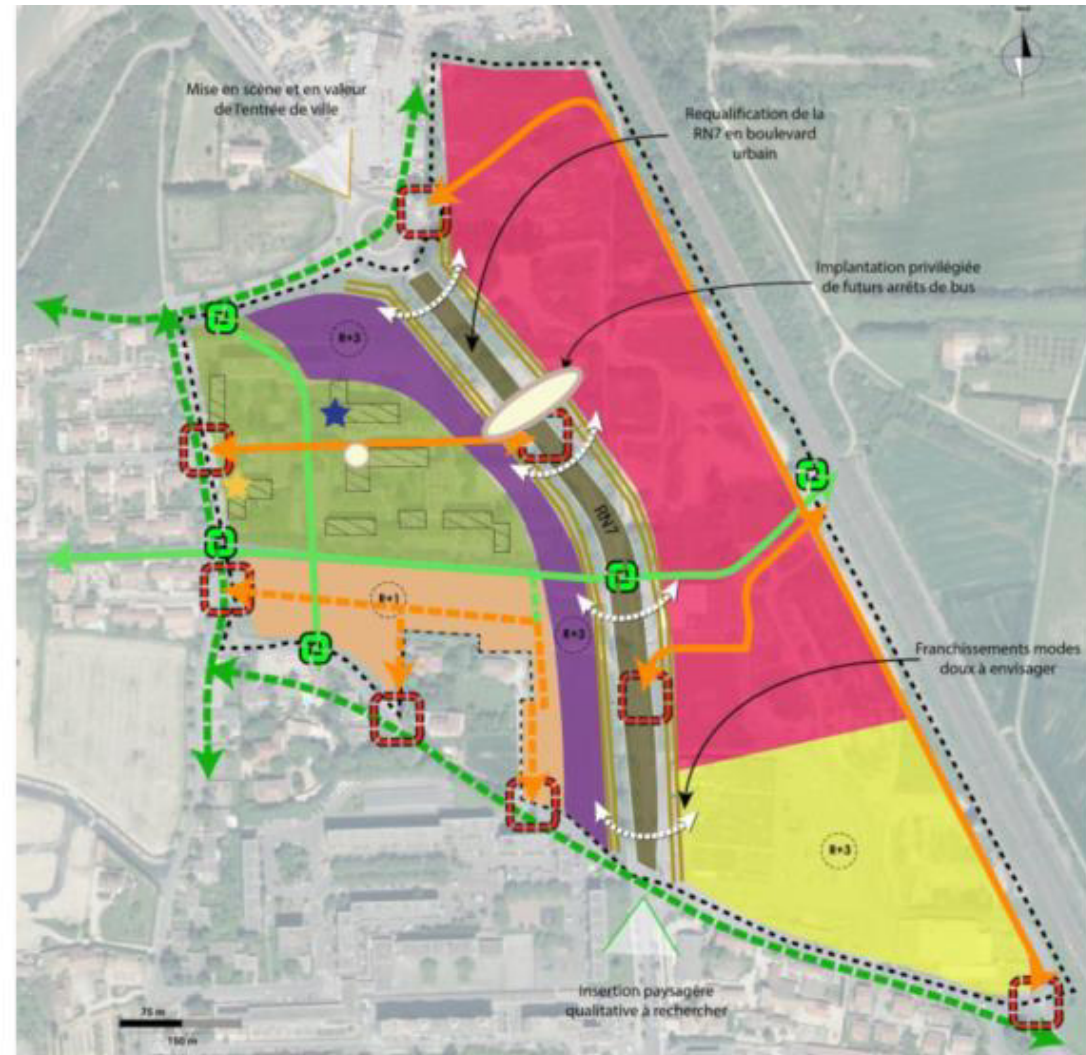 Mise en scène et en valeur
de l'entrée de ville
Requalification de la
RN7 en boulevard
urbain
Implantation privilégiée
de futurs arrêts de bus
R+3
RN7
R+1
R+3
Franchissements modes
doux à envisager
R+3
Insertion paysagère
qualitative à rechercher
75 m
150 m